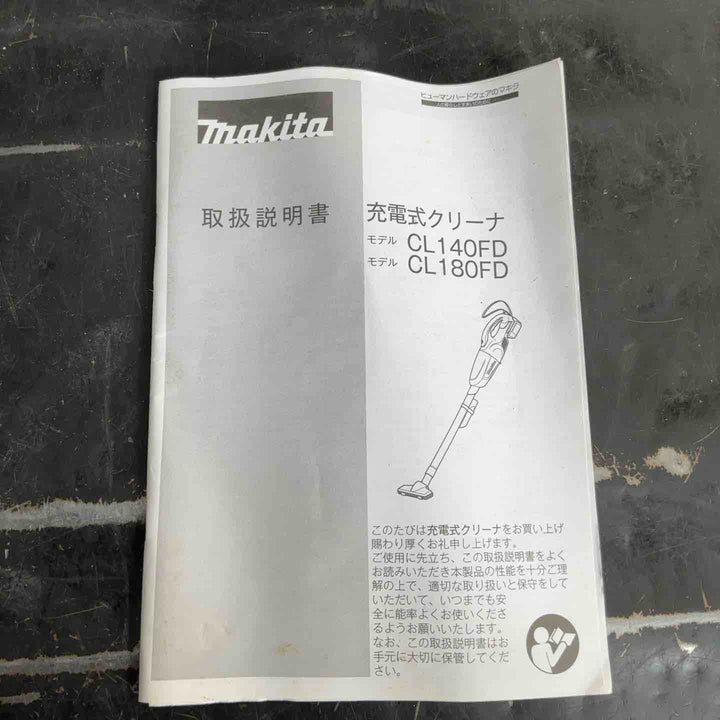 ヒューマンハードウェアのマキタ
makita
取扱説明書
充電式クリーナ
モデル CL140FD
モデル CL180FD
このたびは充電式クリーナをお買い上げ
賜わり厚くお礼申し上げます。
ご使用に先立ち、この取扱説明書をよく
お読みいただき本製品の性能を十分ご理
解の上で、適切な取り扱いと保守をして
いただいて、いつまでも安
全に能率よくお使いくださ
るようお願いいたします。
なお、この取扱説明書はお
手元に大切に保管してくだ
さい。